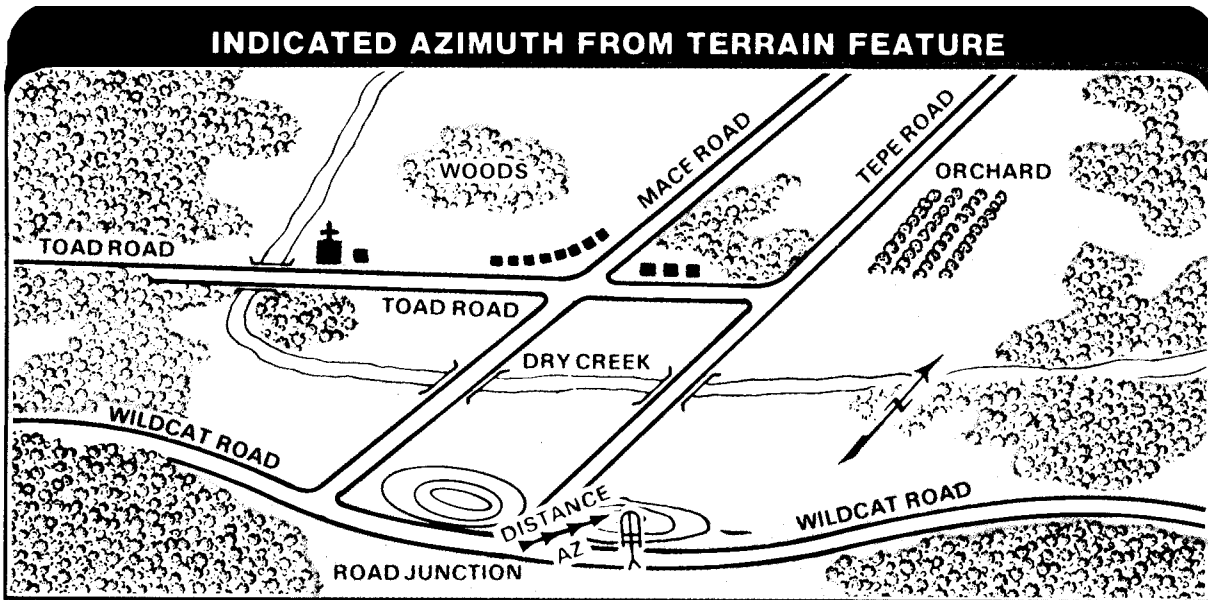 INDICATED AZIMUTH FROM TERRAIN FEATURE
WOODS
MACE ROAD
TEPE ROAD
ORCHARD
TOAD ROAD
TOAD ROAD
DRY CREEK
N
WILDCAT ROAD
DISTANCE
AZ
WILDCAT ROAD
ROAD JUNCTION